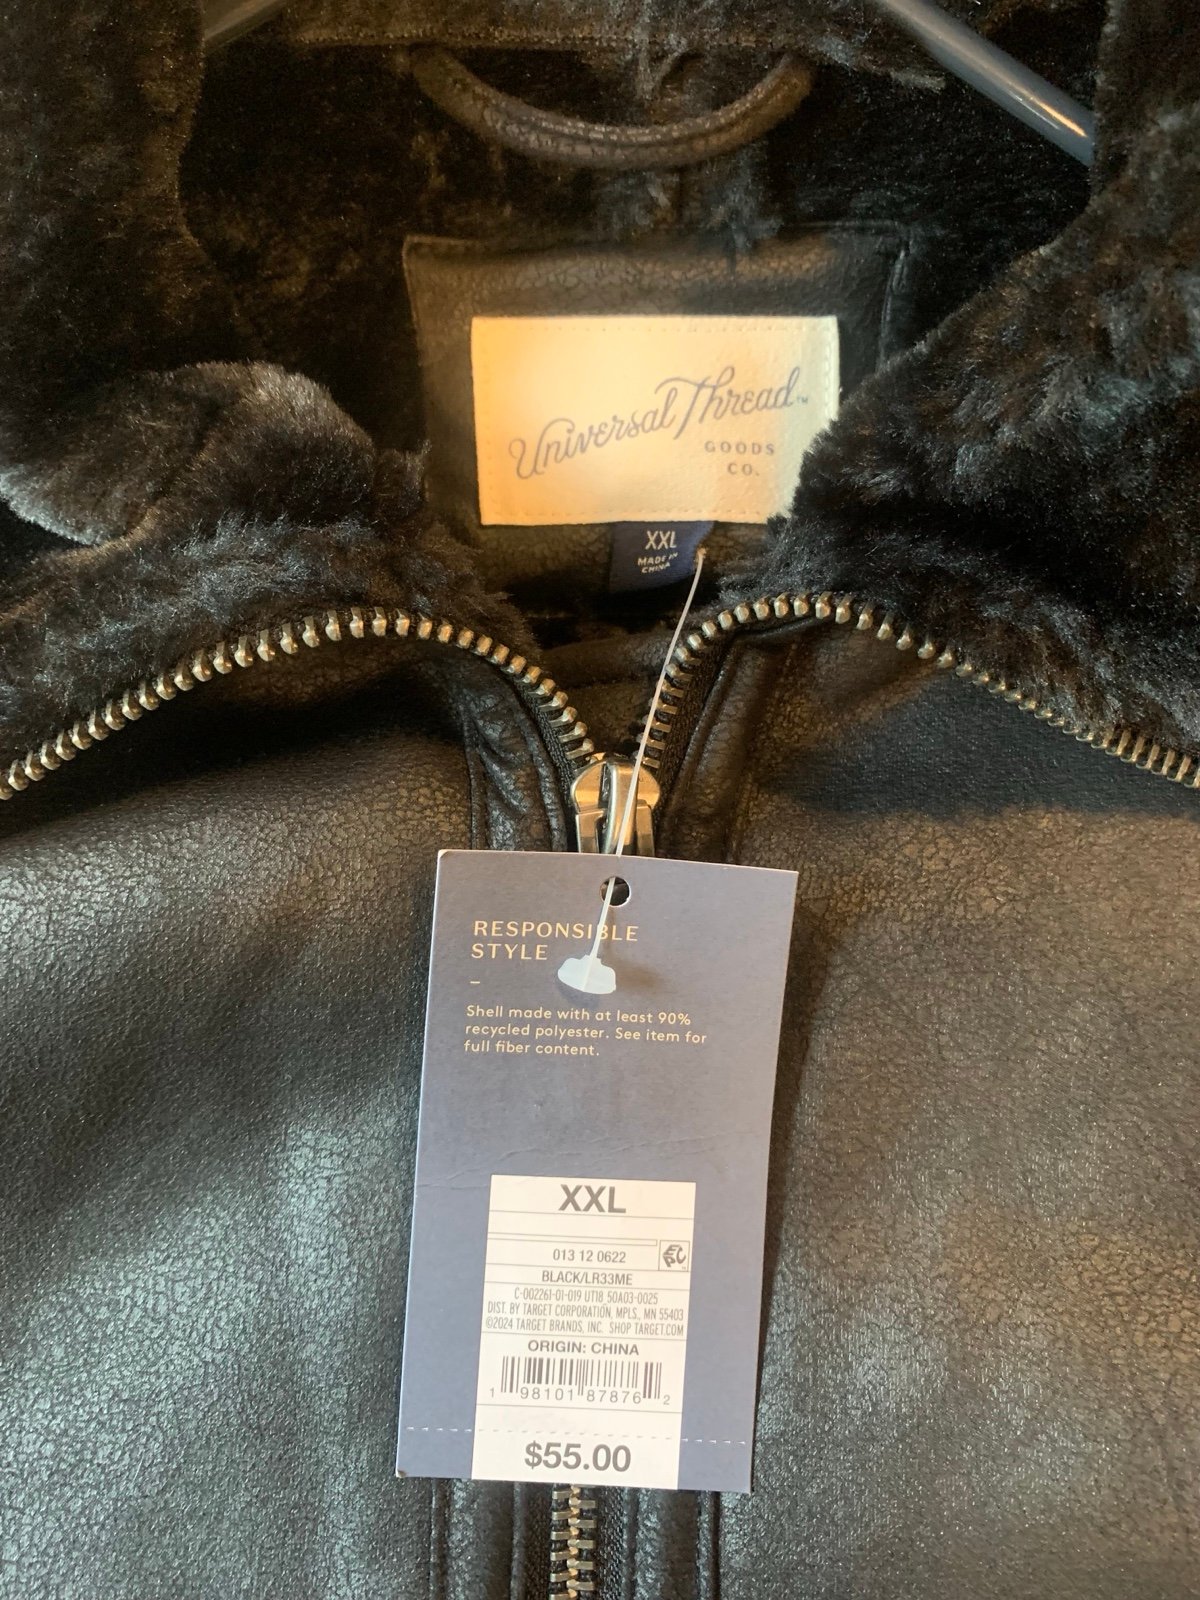 Universal Thread™
GOODS
CO.
XXL
MADE IN
CHINA
RESPONSIBLE
STYLE
–
Shell made with at least 90%
recycled polyester. See item for
full fiber content.
XXL
013 12 0622
EPC
BLACK/LR33ME
C-002261-01-019 UT18 50A03-0025
DIST. BY TARGET CORPORATION, MPLS., MN 55403
©2024 TARGET BRANDS, INC. SHOP TARGET.COM
ORIGIN: CHINA
1 98101 87876 2
$55.00